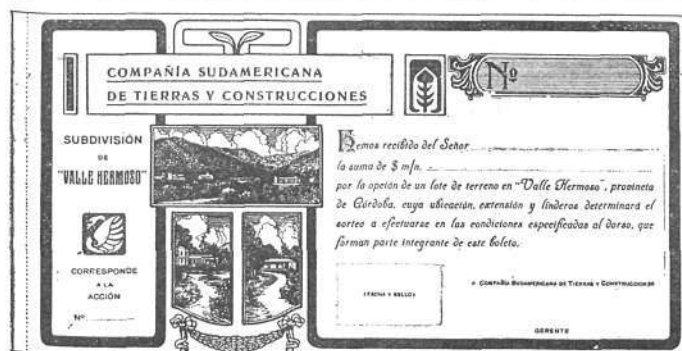 COMPAÑÍA SUDAMERICANA
DE TIERRAS Y CONSTRUCCIONES
Nº
SUBDIVISIÓN
DE
"VALLE HERMOSO"
CORRESPONDE
A LA
ACCIÓN
Nº
Hemos recibido del Señor
la suma de $ m/n.
por la opción de un lote de terreno en "Valle Hermoso", provincia
de Córdoba, cuya ubicación, extensión y linderos determinará el
sorteo a efectuarse en las condiciones especificadas al dorso, que
forman parte integrante de este boleto.
(FECHA Y SELLO)
p. COMPAÑÍA SUDAMERICANA DE TIERRAS Y CONSTRUCCIONES
GERENTE